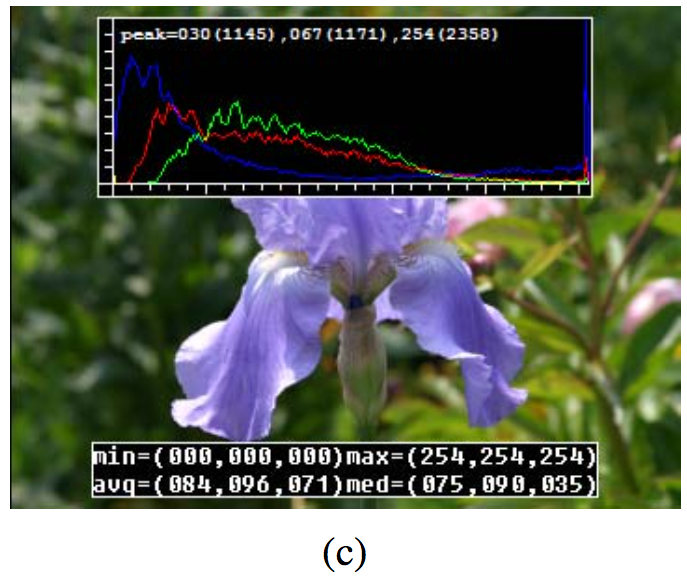 peak=030(1145),067(1171),254(2358)
min=(000,000,000)max=(254,254,254)
avg=(084,096,071)med=(075,090,035)
(c)